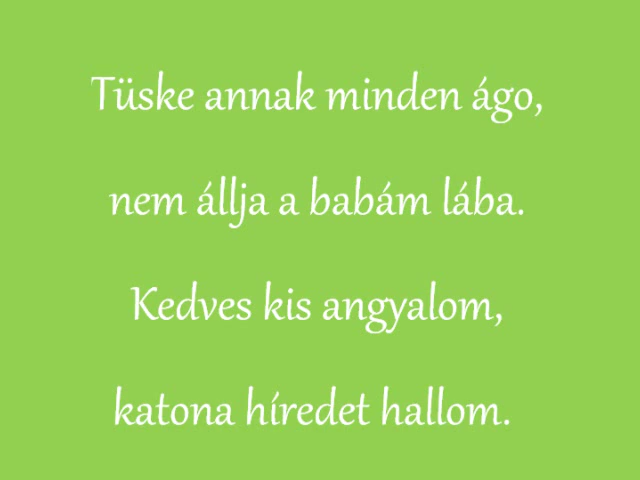 Tüske annak minden ágo,
nem állja a babám lába.
Kedves kis angyalom,
katona híredet hallom.